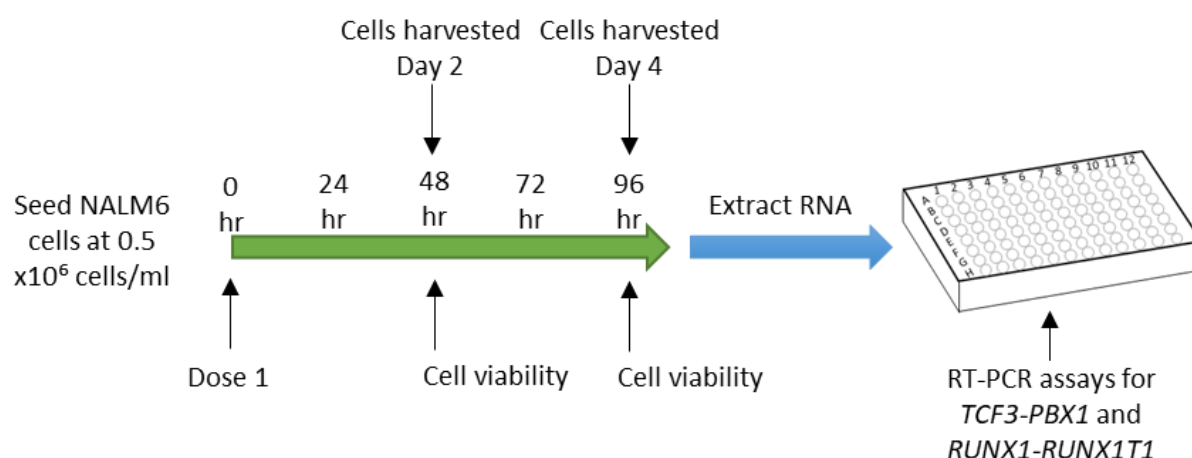 Cells harvested
Day 2
Cells harvested
Day 4
Seed NALM6
cells at 0.5
x10⁶ cells/ml
0
hr
24
hr
48
hr
72
hr
96
hr
Extract RNA
1 2 3 4 5 6 7 8 9 10 11 12
A
B
C
D
E
F
G
H
Dose 1
Cell viability
Cell viability
RT-PCR assays for
TCF3-PBX1 and
RUNX1-RUNX1T1